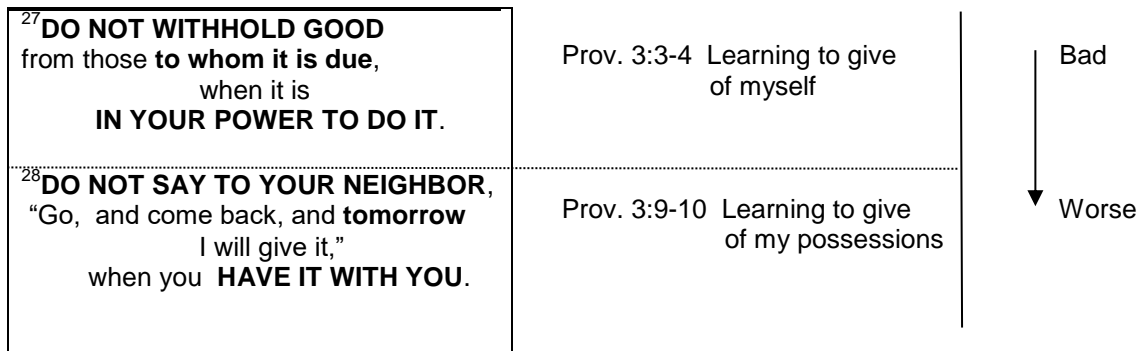 27DO NOT WITHHOLD GOOD
from those to whom it is due,
when it is
IN YOUR POWER TO DO IT.
Prov. 3:3-4 Learning to give
of myself
Bad
28DO NOT SAY TO YOUR NEIGHBOR,
“Go, and come back, and tomorrow
I will give it,”
when you HAVE IT WITH YOU.
Prov. 3:9-10 Learning to give
of my possessions
Worse